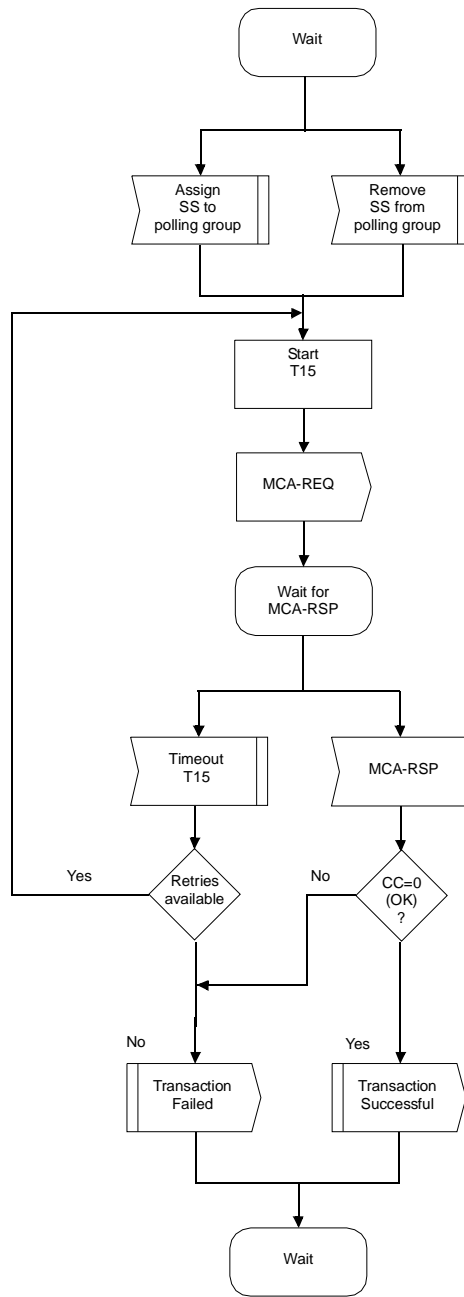 Wait
Assign
SS to
polling group
Remove
SS from
polling group
Start
T15
MCA-REQ
Wait for
MCA-RSP
Timeout
T15
MCA-RSP
Yes
Retries
available
No
CC=0
(OK)
?
No
Yes
Transaction
Failed
Transaction
Successful
Wait